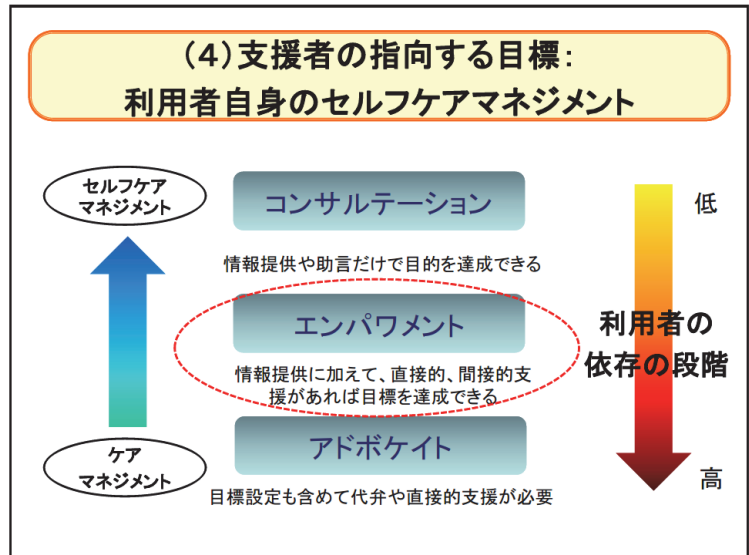 （4）支援者の指向する目標：
利用者自身のセルフケアマネジメント
セルフケア
マネジメント
コンサルテーション
低
情報提供や助言だけで目的を達成できる
エンパワメント
利用者の
依存の段階
情報提供に加えて、直接的、間接的支
援があれば目標を達成できる
アドボケイト
ケア
マネジメント
高
目標設定も含めて代弁や直接的支援が必要